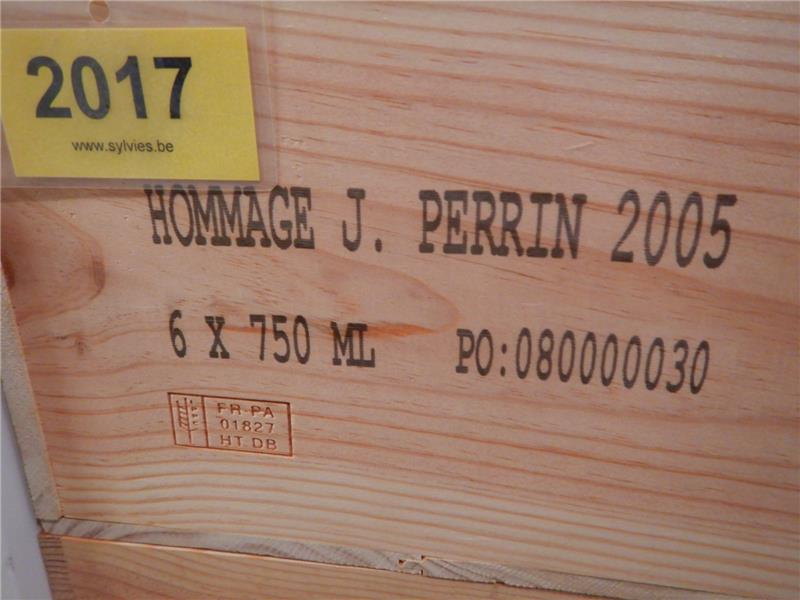 2017
www.sylvies.be
HOMMAGE J. PERRIN 2005
6 X 750 ML PO:080000030
FR-PA
01827
HT DB